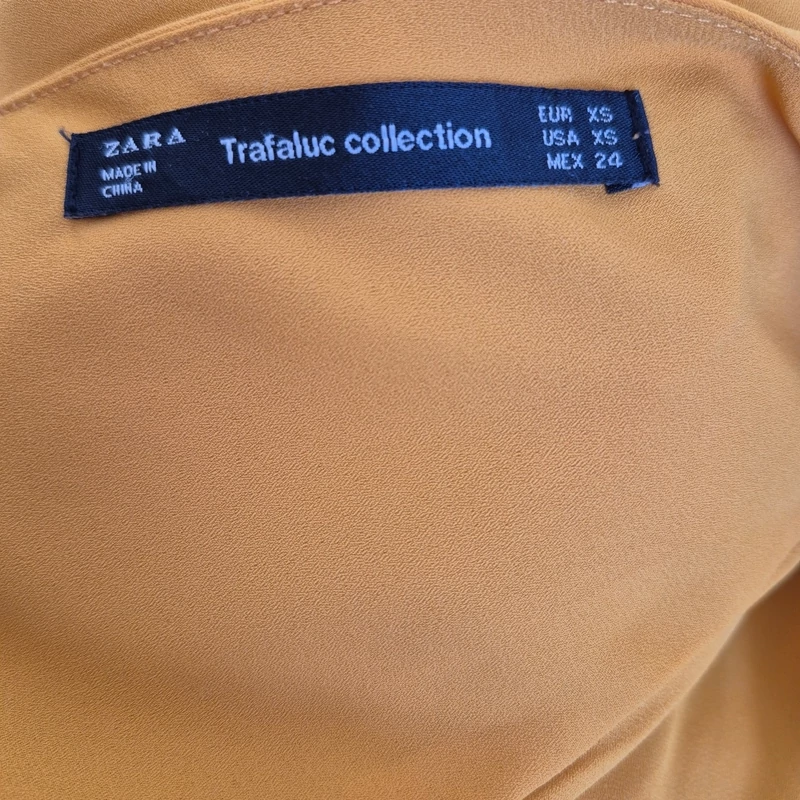 ZARA
MADE IN
CHINA
Trafaluc collection
EUR XS
USA XS
MEX 24